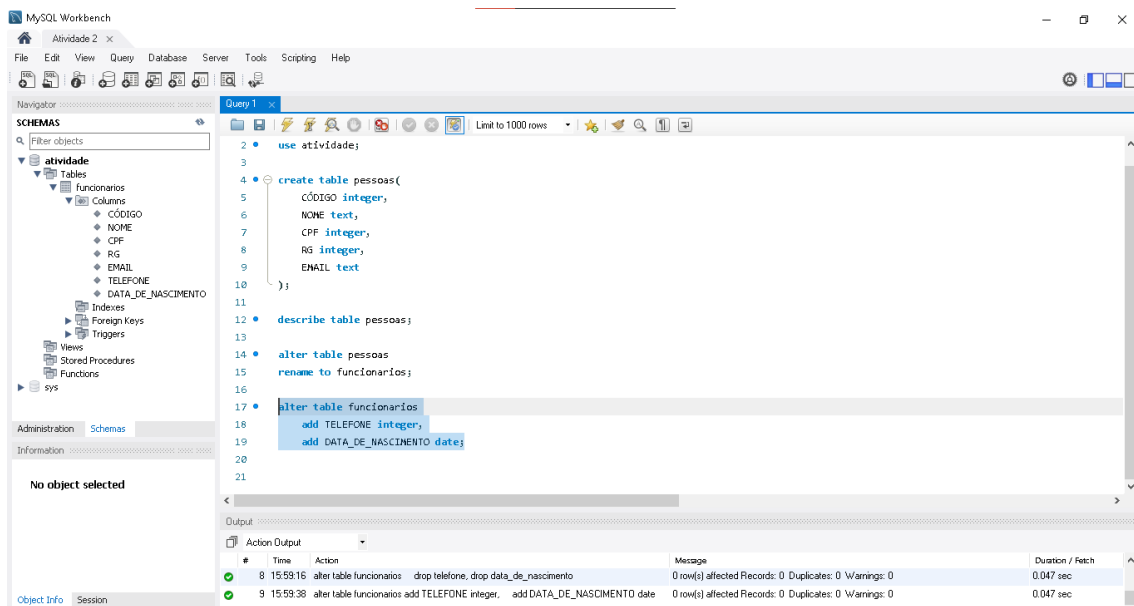 MySQL Workbench
Atividade 2
File Edit View Query Database Server Tools Scripting Help
Navigator
SCHEMAS
Filter objects
atividade
Tables
funcionarios
Columns
CÓDIGO
NOME
CPF
RG
EMAIL
TELEFONE
DATA_DE_NASCIMENTO
Indexes
Foreign Keys
Triggers
Views
Stored Procedures
Functions
sys
Administration Schemas
Information
No object selected
Object Info Session
Query 1
Limit to 1000 rows
2 use atividade;
3
4 create table pessoas(
5 CÓDIGO integer,
6 NOME text,
7 CPF integer,
8 RG integer,
9 EMAIL text
10 );
11
12 describe table pessoas;
13
14 alter table pessoas
15 rename to funcionarios;
16
17 alter table funcionarios
18 add TELEFONE integer,
19 add DATA_DE_NASCIMENTO date;
20
21
Output
Action Output
# Time Action Message Duration / Fetch
8 15:59:16 alter table funcionarios drop telefone, drop data_de_nascimento 0 row(s) affected Records: 0 Duplicates: 0 Warnings: 0 0.047 sec
9 15:59:38 alter table funcionarios add TELEFONE integer, add DATA_DE_NASCIMENTO date 0 row(s) affected Records: 0 Duplicates: 0 Warnings: 0 0.047 sec